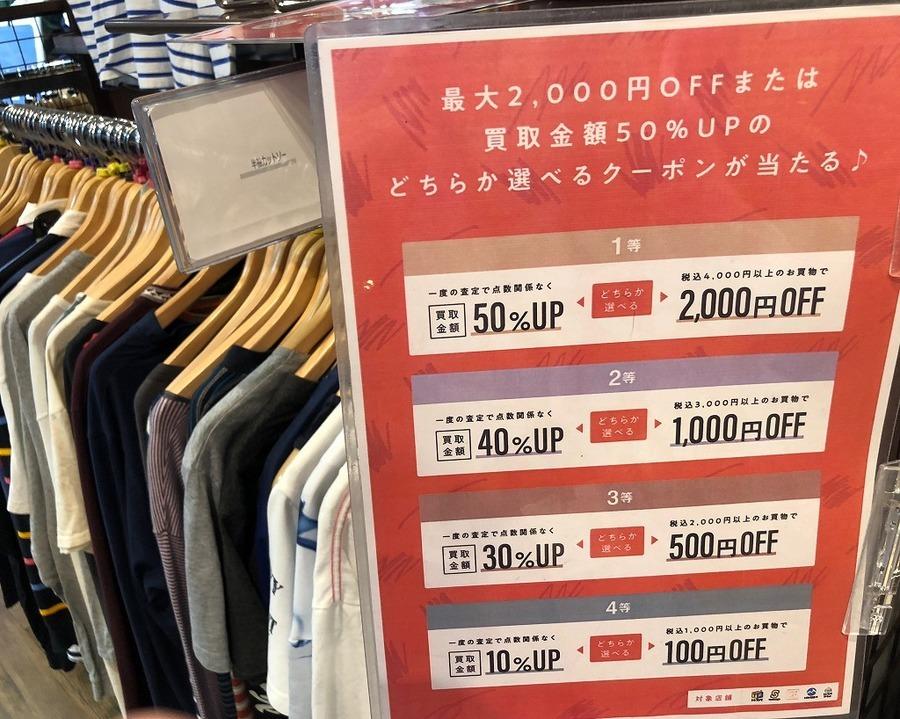 半袖カットソー
最大2,000円OFFまたは
買取金額50%UPの
どちらか選べるクーポンが当たる♪
1等
一度の査定で点数関係なく
買取金額 50%UP
どちらか選べる
税込4,000円以上のお買物で
2,000円OFF
2等
一度の査定で点数関係なく
買取金額 40%UP
どちらか選べる
税込3,000円以上のお買物で
1,000円OFF
3等
一度の査定で点数関係なく
買取金額 30%UP
どちらか選べる
税込2,000円以上のお買物で
500円OFF
4等
一度の査定で点数関係なく
買取金額 10%UP
どちらか選べる
税込1,000円以上のお買物で
100円OFF
対象店舗